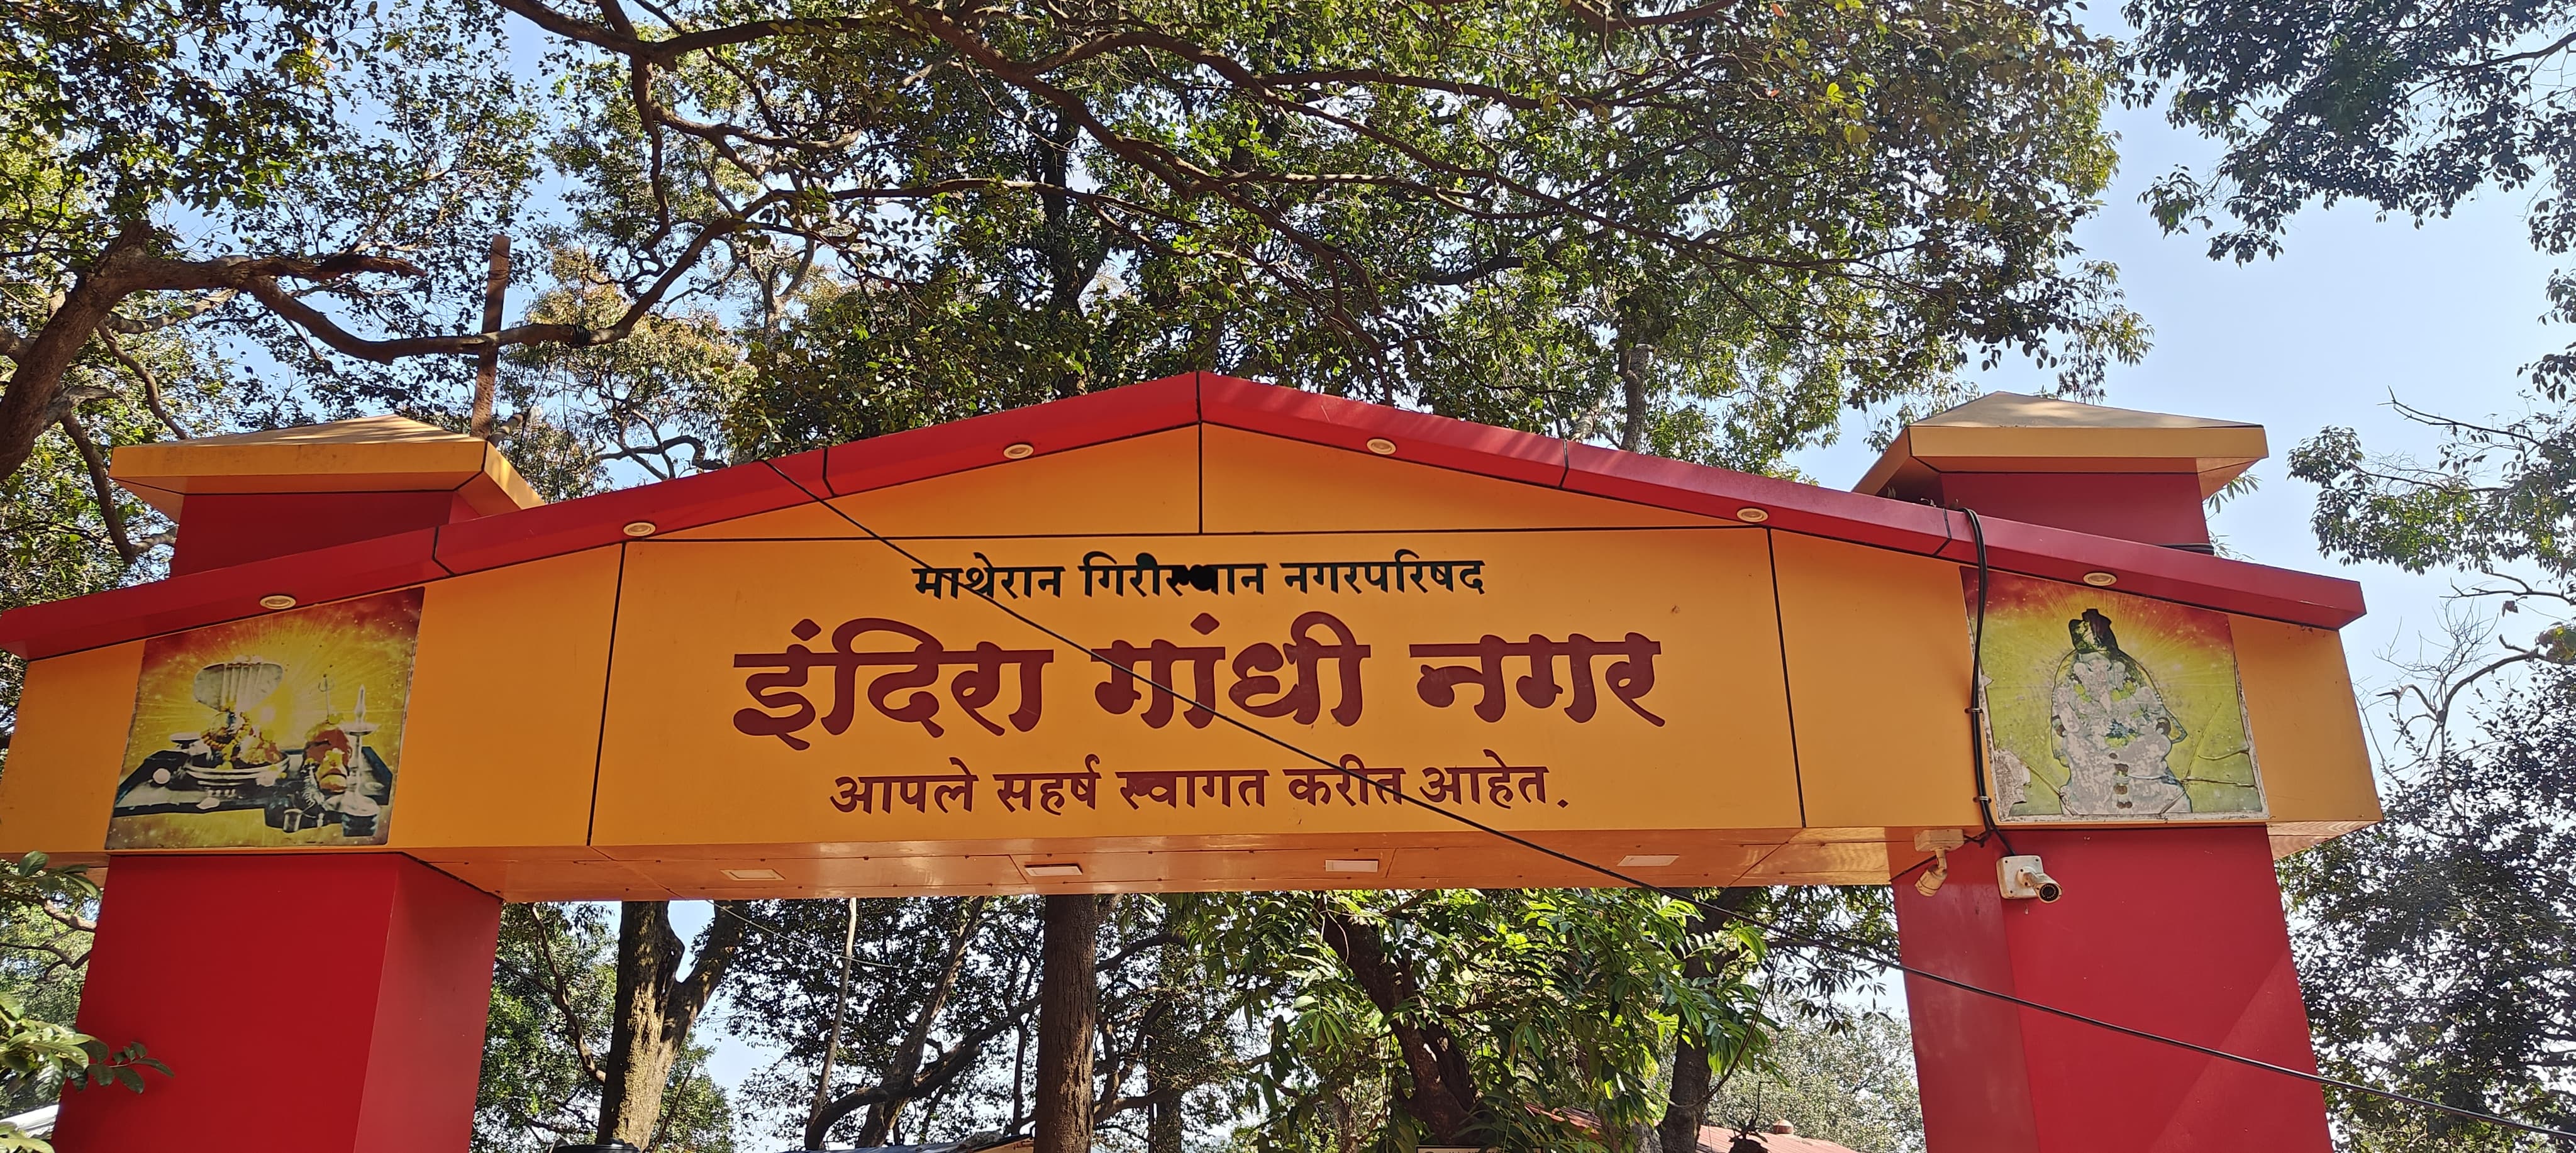 माथेरान गिरीस्थान नगरपरिषद
इंदिरा गांधी नगर
आपले सहर्ष स्वागत करीत आहेत.